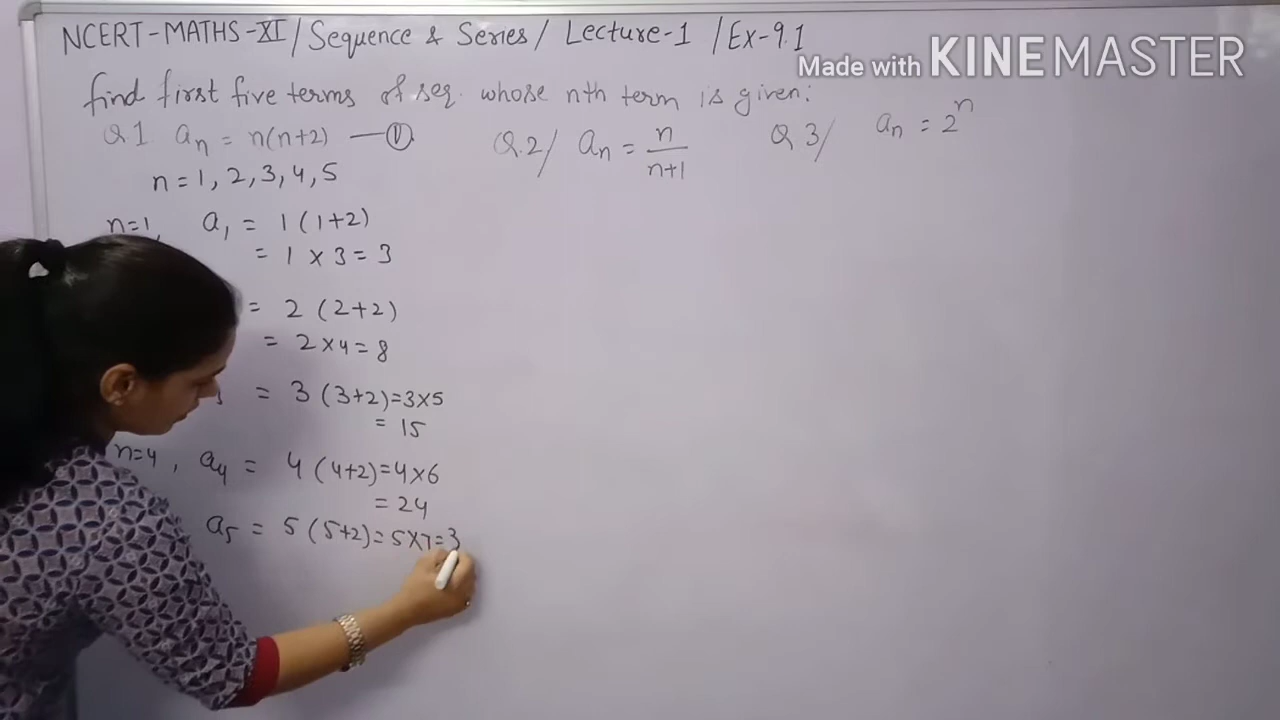 NCERT-MATHS-XI/Sequence & Series/ Lecture-1 /Ex-9.1
Made with KINEMASTER
find first five terms of seq. whose nth term is given:
Q.1 aₙ = n(n+2) —①
n = 1, 2, 3, 4, 5
n=1, a₁ = 1 (1+2)
= 1 × 3 = 3
= 2 (2+2)
= 2×4 = 8
= 3 (3+2)=3×5
= 15
n=4, a₄ = 4 (4+2)=4×6
= 24
a₅ = 5 (5+2)= 5×7=3
Q.2/ aₙ = n/n+1
Q 3/ aₙ = 2ⁿ